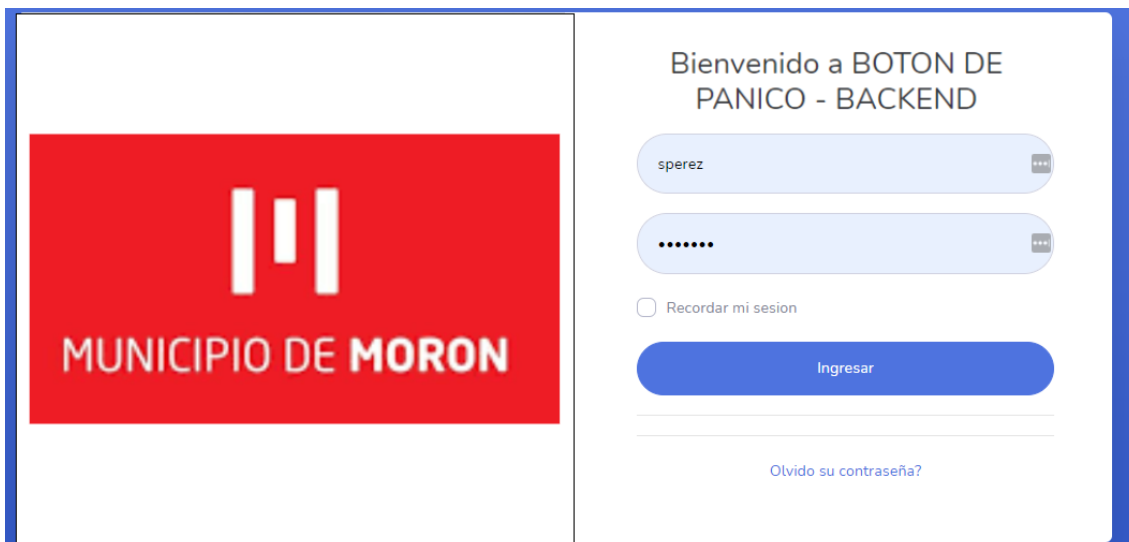 MUNICIPIO DE MORON
Bienvenido a BOTON DE
PANICO - BACKEND
sperez
•••••••
Recordar mi sesion
Ingresar
Olvido su contraseña?